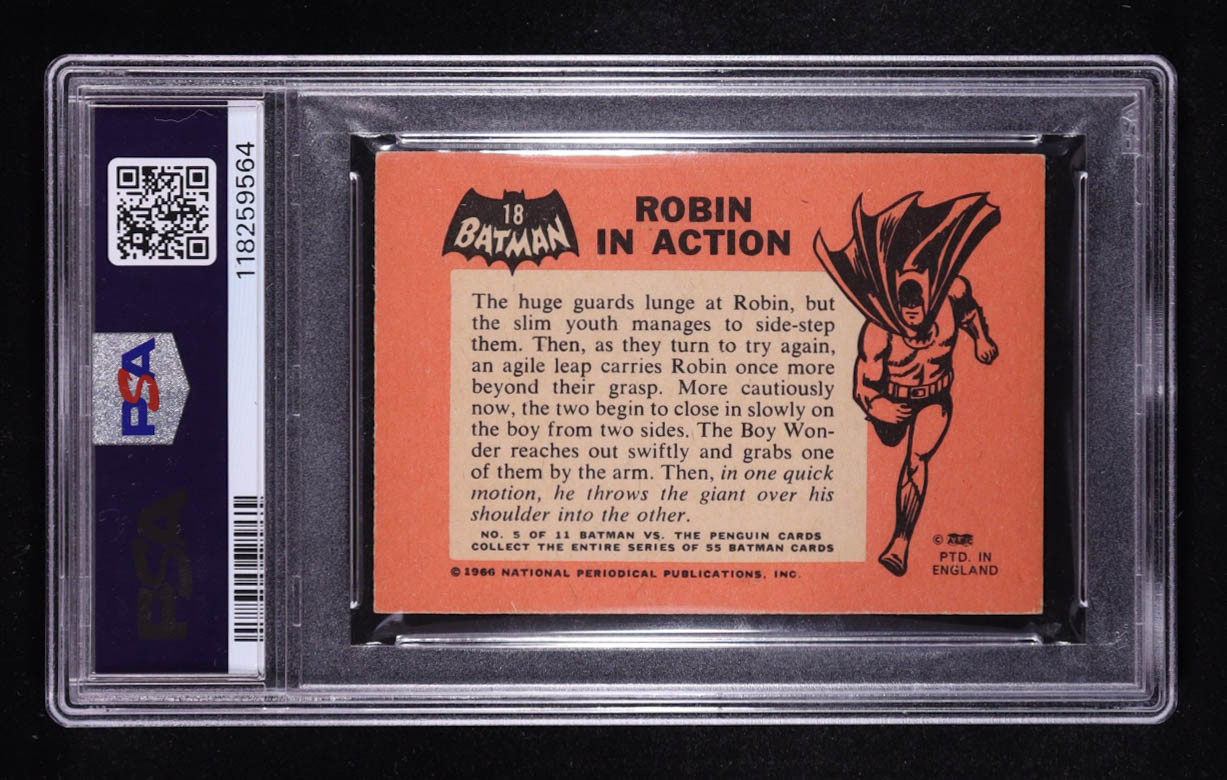 118259564
PSA
PSA
18
BATMAN
ROBIN
IN ACTION
The huge guards lunge at Robin, but
the slim youth manages to side-step
them. Then, as they turn to try again,
an agile leap carries Robin once more
beyond their grasp. More cautiously
now, the two begin to close in slowly on
the boy from two sides. The Boy Won-
der reaches out swiftly and grabs one
of them by the arm. Then, in one quick
motion, he throws the giant over his
shoulder into the other.
NO. 5 OF 11 BATMAN VS. THE PENGUIN CARDS
COLLECT THE ENTIRE SERIES OF 55 BATMAN CARDS
© 1966 NATIONAL PERIODICAL PUBLICATIONS, INC.
©
PTD. IN
ENGLAND